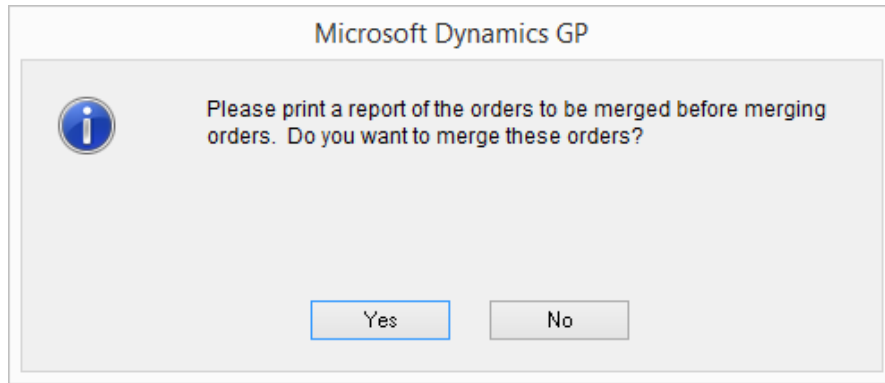 Microsoft Dynamics GP
Please print a report of the orders to be merged before merging
orders.  Do you want to merge these orders?
Yes
No